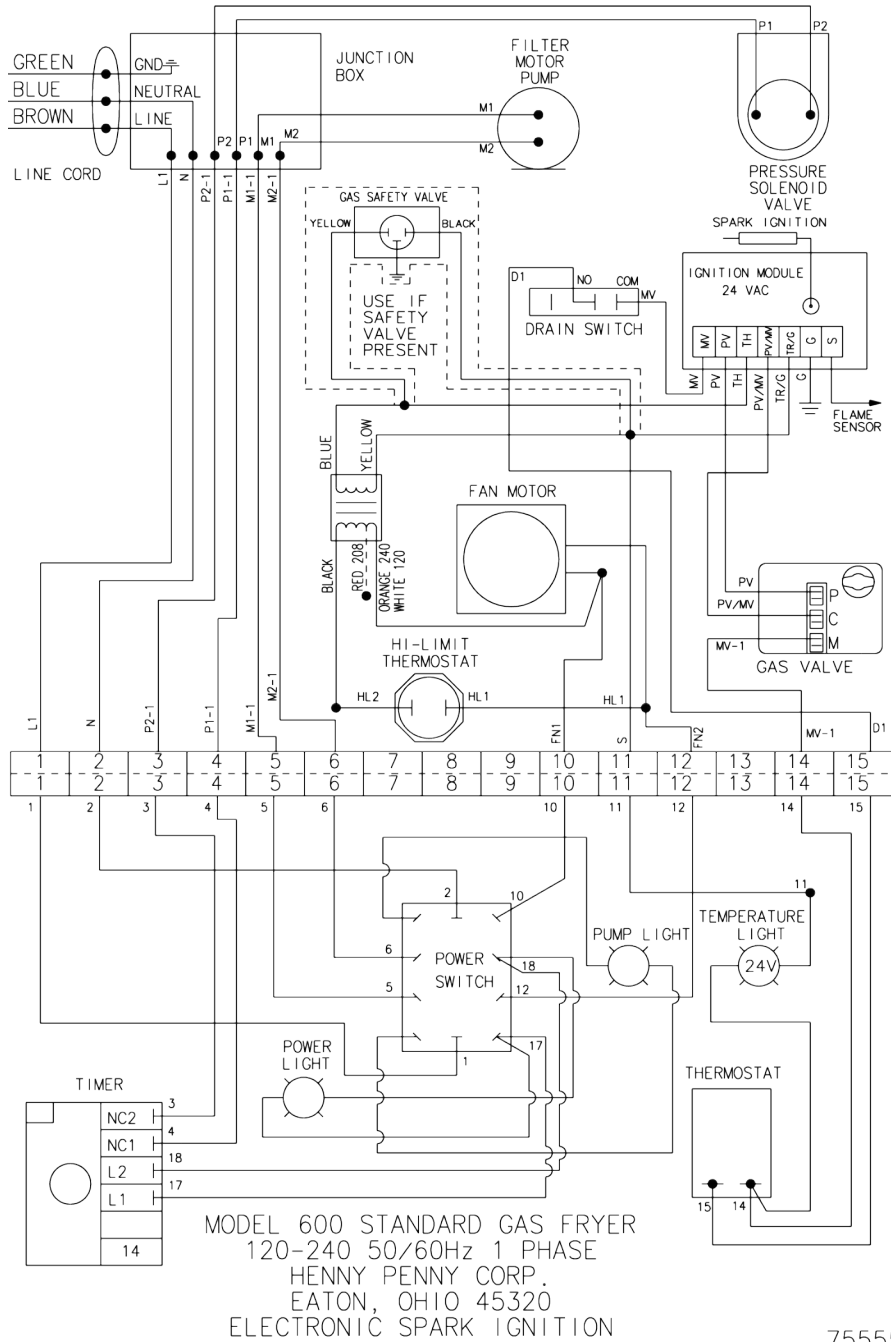 GREEN
BLUE
BROWN
LINE CORD
GND
NEUTRAL
LINE
JUNCTION
BOX
P2 P1 M1 M2
L1 N P2-1 P1-1 M1-1 M2-1
FILTER
MOTOR
PUMP
M1
M2
P1 P2
PRESSURE
SOLENOID
VALVE
SPARK IGNITION
IGNITION MODULE
24 VAC
MV PV TH PV/MV TR/G G S
MV PV TH PV/MV TR/G G
FLAME
SENSOR
GAS SAFETY VALVE
YELLOW BLACK
USE IF
SAFETY
VALVE
PRESENT
D1 NO COM MV
DRAIN SWITCH
BLUE YELLOW
BLACK
RED 208
ORANGE 240
WHITE 120
FAN MOTOR
HI-LIMIT
THERMOSTAT
HL2 HL1 HL1
PV
PV/MV
MV-1
P
C
M
GAS VALVE
L1 N P2-1 P1-1 M1-1 M2-1 FN1 S FN2 MV-1 D1
1 2 3 4 5 6 7 8 9 10 11 12 13 14 15
1 2 3 4 5 6 7 8 9 10 11 12 13 14 15
1 2 3 4 5 6 10 11 12 14 15
2 10
6 18
5 12
1 17
POWER
SWITCH
PUMP LIGHT
11
TEMPERATURE
LIGHT
24V
POWER
LIGHT
THERMOSTAT
15 14
TIMER
NC2 3
NC1 4
L2 18
L1 17
14
MODEL 600 STANDARD GAS FRYER
120-240 50/60Hz 1 PHASE
HENNY PENNY CORP.
EATON, OHIO 45320
ELECTRONIC SPARK IGNITION